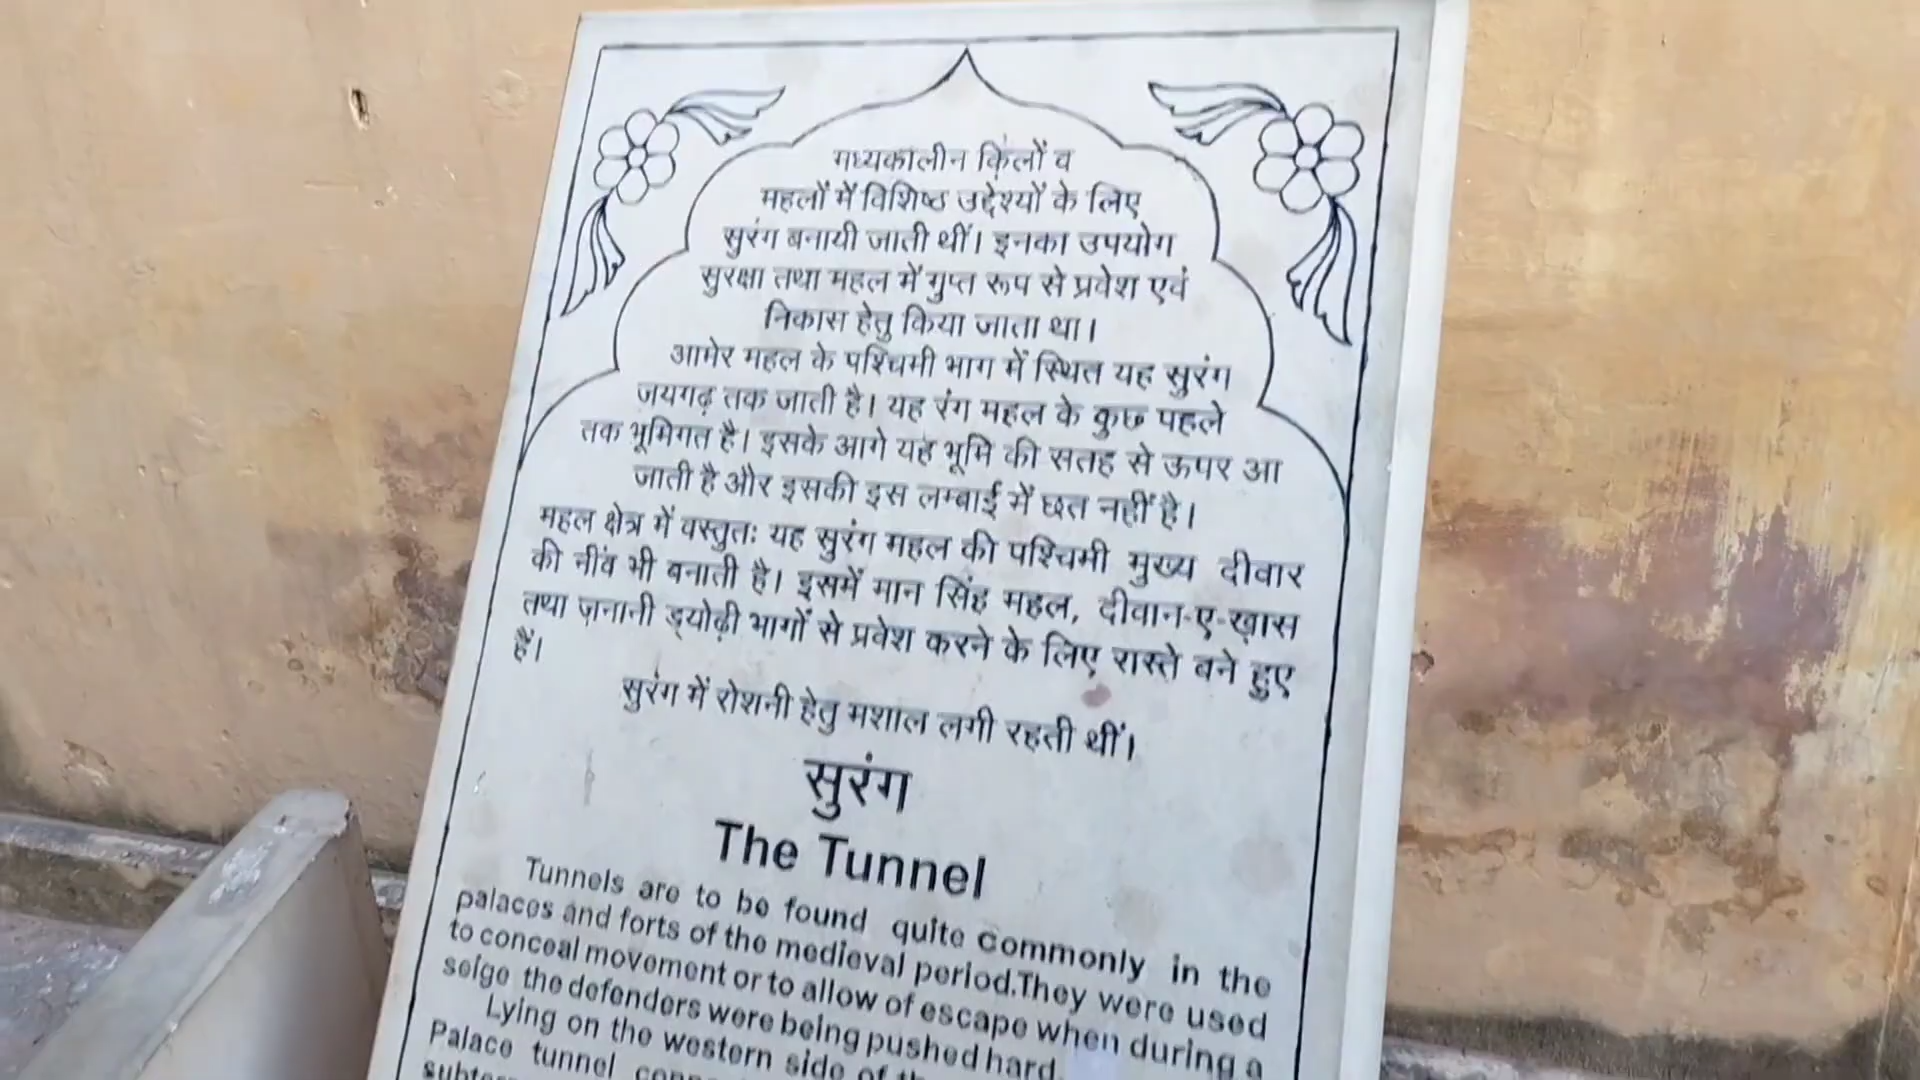 मध्यकालीन किलों व
महलों में विशिष्ठ उद्देश्यों के लिए
सुरंग बनायी जाती थीं। इनका उपयोग
सुरक्षा तथा महल में गुप्त रूप से प्रवेश एवं
निकास हेतु किया जाता था।
आमेर महल के पश्चिमी भाग में स्थित यह सुरंग
जयगढ़ तक जाती है। यह रंग महल के कुछ पहले
तक भूमिगत है। इसके आगे यह भूमि की सतह से ऊपर आ
जाती है और इसकी इस लम्बाई में छत नहीं है।
महल क्षेत्र में वस्तुतः यह सुरंग महल की पश्चिमी मुख्य दीवार
की नींव भी बनाती है। इसमें मान सिंह महल, दीवान-ए-ख़ास
तथा ज़नानी ड्योढ़ी भागों से प्रवेश करने के लिए रास्ते बने हुए
हैं।
सुरंग में रोशनी हेतु मशाल लगी रहती थीं।
सुरंग
The Tunnel
Tunnels are to be found quite commonly in the
palaces and forts of the medieval period.They were used
to conceal movement or to allow of escape when during a
seige the defenders were being pushed hard.
Lying on the western side of
Palace tunnel